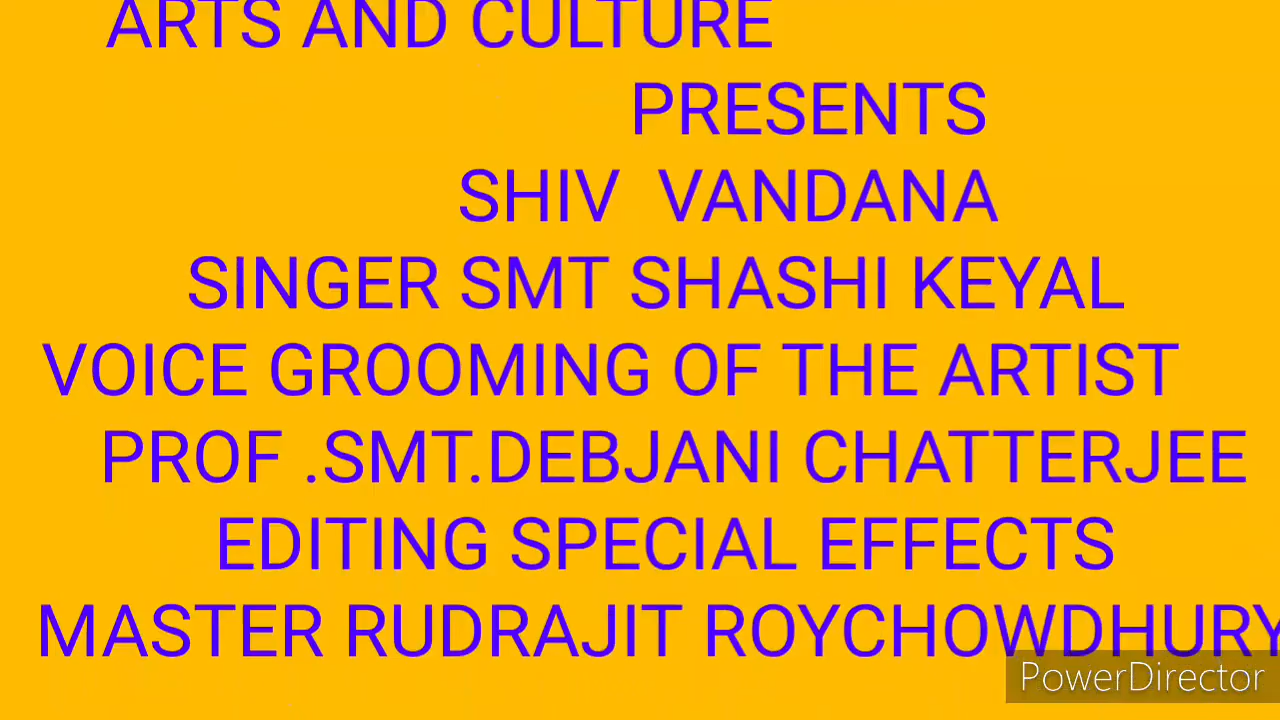 ARTS AND CULTURE
PRESENTS
SHIV VANDANA
SINGER SMT SHASHI KEYAL
VOICE GROOMING OF THE ARTIST
PROF .SMT.DEBJANI CHATTERJEE
EDITING SPECIAL EFFECTS
MASTER RUDRAJIT ROYCHOWDHURY
PowerDirector